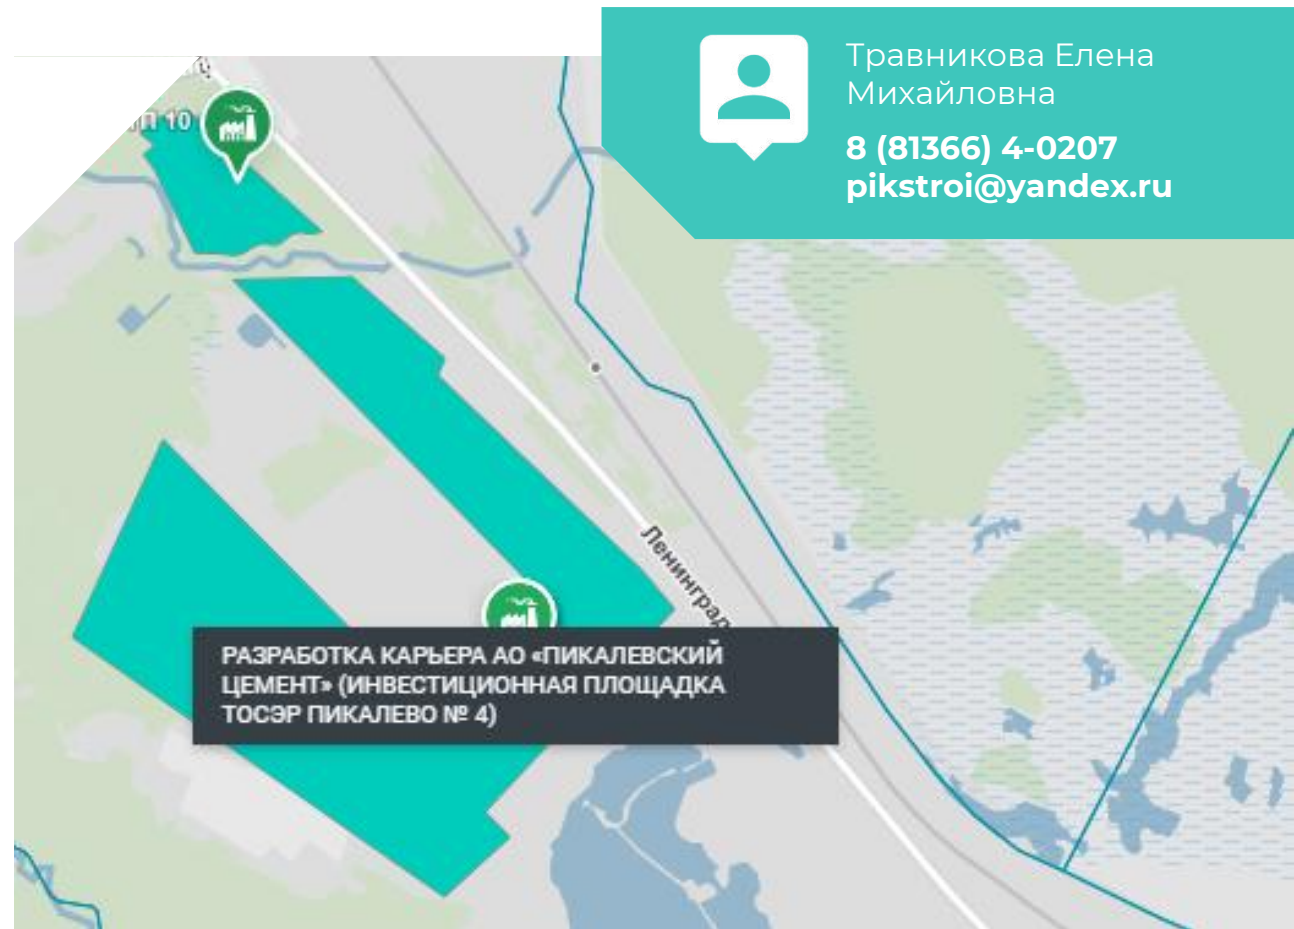 Травникова Елена
Михайловна
8 (81366) 4-0207
pikstroi@yandex.ru
10
Ленинград
РАЗРАБОТКА КАРЬЕРА АО «ПИКАЛЕВСКИЙ
ЦЕМЕНТ» (ИНВЕСТИЦИОННАЯ ПЛОЩАДКА
ТОСЭР ПИКАЛЕВО № 4)